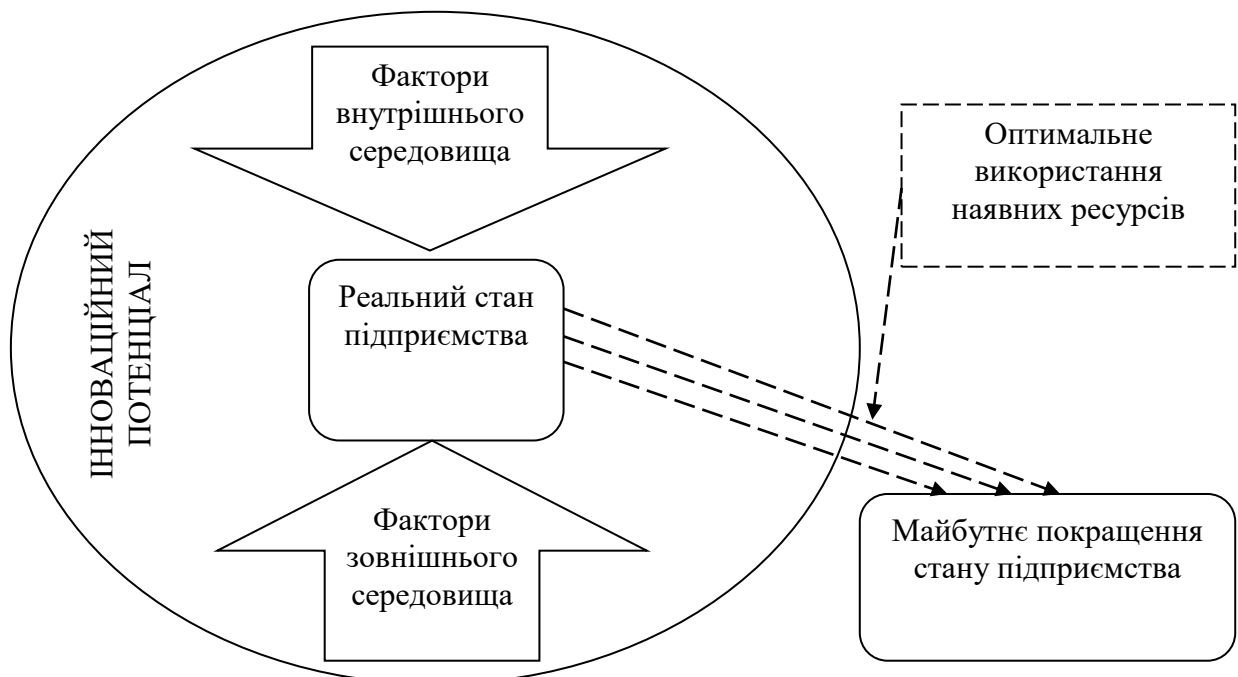 Фактори
внутрішнього
середовища
Оптимальне
використання
наявних ресурсів
ІННОВАЦІЙНИЙ
ПОТЕНЦІАЛ
Реальний стан
підприємства
Фактори
зовнішнього
середовища
Майбутнє покращення
стану підприємства